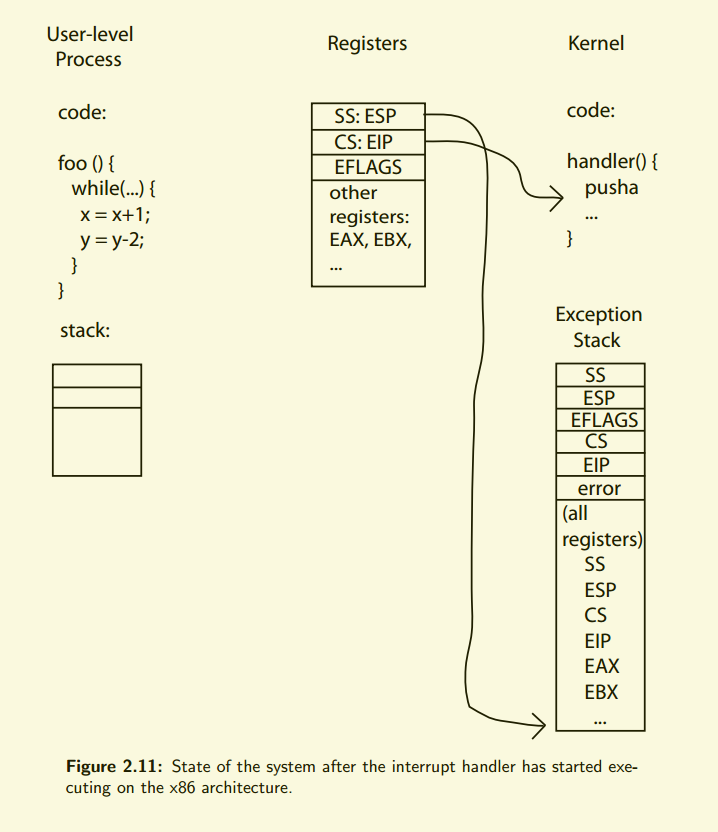 User-level
Process
code:
foo () {
while(...) {
x = x+1;
y = y-2;
}
}
stack:
Registers
SS: ESP
CS: EIP
EFLAGS
other
registers:
EAX, EBX,
...
Kernel
code:
handler() {
pusha
...
}
Exception
Stack
SS
ESP
EFLAGS
CS
EIP
error
(all
registers)
SS
ESP
CS
EIP
EAX
EBX
...
Figure 2.11: State of the system after the interrupt handler has started exe-
cuting on the x86 architecture.